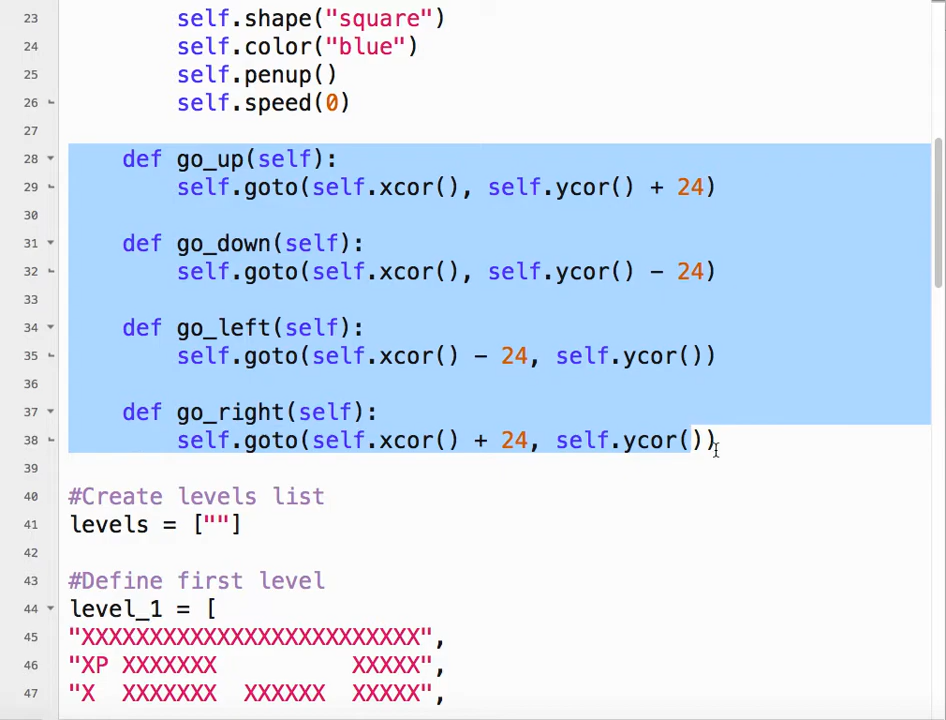 23 self.shape("square")
24 self.color("blue")
25 self.penup()
26 self.speed(0)
27
28 def go_up(self):
29 self.goto(self.xcor(), self.ycor() + 24)
30
31 def go_down(self):
32 self.goto(self.xcor(), self.ycor() - 24)
33
34 def go_left(self):
35 self.goto(self.xcor() - 24, self.ycor())
36
37 def go_right(self):
38 self.goto(self.xcor() + 24, self.ycor())
39
40 #Create levels list
41 levels = [""]
42
43 #Define first level
44 level_1 = [
45 "XXXXXXXXXXXXXXXXXXXXXXXXX",
46 "XP XXXXXXX          XXXXX",
47 "X  XXXXXXX  XXXXXX  XXXXX",